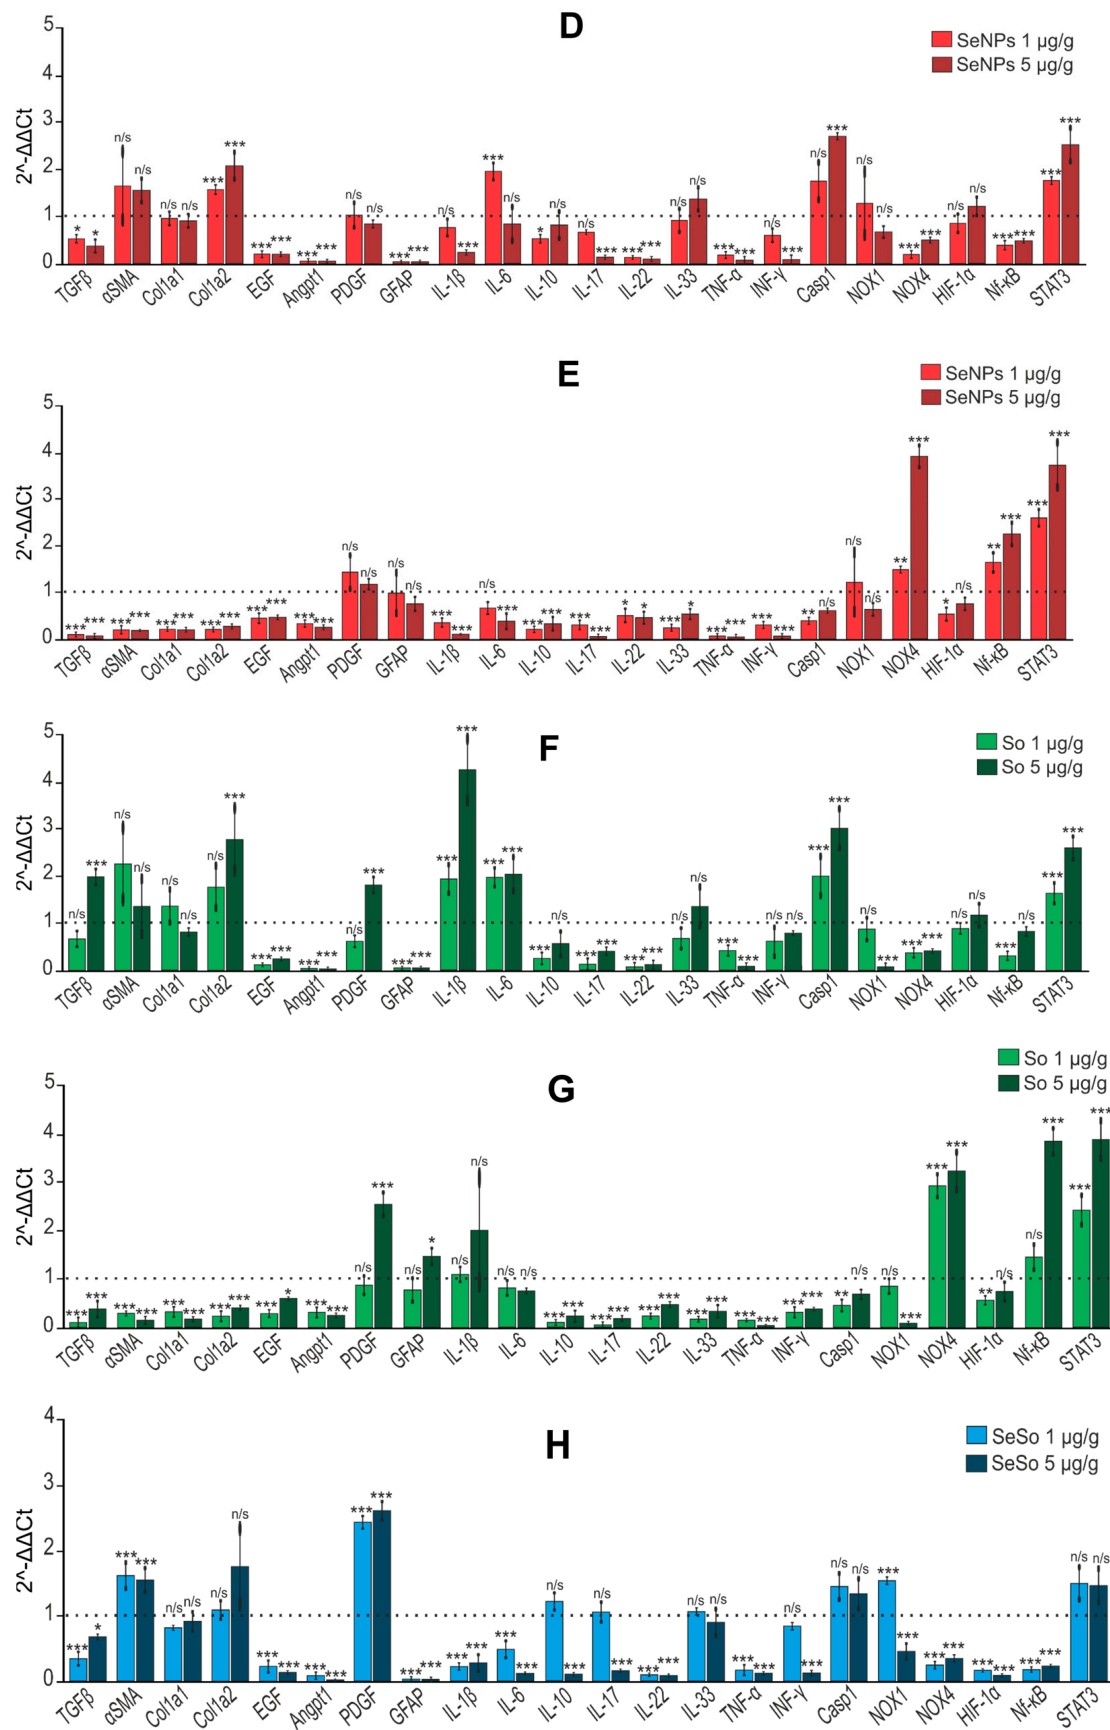 D
SeNPs 1 µg/g
SeNPs 5 µg/g
2^-ΔΔCt
5
4
3
2
1
0
* * n/s n/s n/s n/s *** *** *** *** *** *** n/s n/s *** *** n/s *** *** n/s * n/s n/s *** *** *** n/s n/s *** *** n/s *** n/s *** n/s n/s *** *** n/s n/s *** *** *** ***
TGFβ αSMA Col1a1 Col1a2 EGF Angpt1 PDGF GFAP IL-1β IL-6 IL-10 IL-17 IL-22 IL-33 TNF-α INF-γ Casp1 NOX1 NOX4 HIF-1α Nf-κB STAT3
E
SeNPs 1 µg/g
SeNPs 5 µg/g
2^-ΔΔCt
5
4
3
2
1
0
*** *** *** *** *** *** *** *** *** *** *** *** n/s n/s n/s n/s *** *** n/s *** *** *** *** *** * * *** * *** *** *** *** ** n/s n/s n/s ** *** * n/s ** *** *** ***
TGFβ αSMA Col1a1 Col1a2 EGF Angpt1 PDGF GFAP IL-1β IL-6 IL-10 IL-17 IL-22 IL-33 TNF-α INF-γ Casp1 NOX1 NOX4 HIF-1α Nf-κB STAT3
F
So 1 µg/g
So 5 µg/g
2^-ΔΔCt
5
4
3
2
1
0
n/s *** n/s n/s n/s n/s n/s *** *** *** *** *** n/s *** *** *** *** *** *** *** *** n/s *** *** *** *** n/s n/s *** *** n/s n/s *** *** n/s *** *** *** n/s n/s *** n/s *** ***
TGFβ αSMA Col1a1 Col1a2 EGF Angpt1 PDGF GFAP IL-1β IL-6 IL-10 IL-17 IL-22 IL-33 TNF-α INF-γ Casp1 NOX1 NOX4 HIF-1α Nf-κB STAT3
G
So 1 µg/g
So 5 µg/g
2^-ΔΔCt
5
4
3
2
1
0
*** *** *** *** *** *** *** *** *** * *** *** n/s *** n/s * n/s n/s n/s n/s *** *** *** *** *** *** *** *** *** *** *** *** ** n/s n/s *** *** *** ** n/s n/s *** *** ***
TGFβ αSMA Col1a1 Col1a2 EGF Angpt1 PDGF GFAP IL-1β IL-6 IL-10 IL-17 IL-22 IL-33 TNF-α INF-γ Casp1 NOX1 NOX4 HIF-1α Nf-κB STAT3
H
SeSo 1 µg/g
SeSo 5 µg/g
2^-ΔΔCt
4
3
2
1
0
*** * *** *** n/s n/s n/s n/s *** *** *** *** *** *** *** *** *** *** *** *** n/s *** n/s *** *** *** n/s n/s *** *** n/s *** n/s n/s *** *** *** *** *** *** *** *** n/s n/s
TGFβ αSMA Col1a1 Col1a2 EGF Angpt1 PDGF GFAP IL-1β IL-6 IL-10 IL-17 IL-22 IL-33 TNF-α INF-γ Casp1 NOX1 NOX4 HIF-1α Nf-κB STAT3